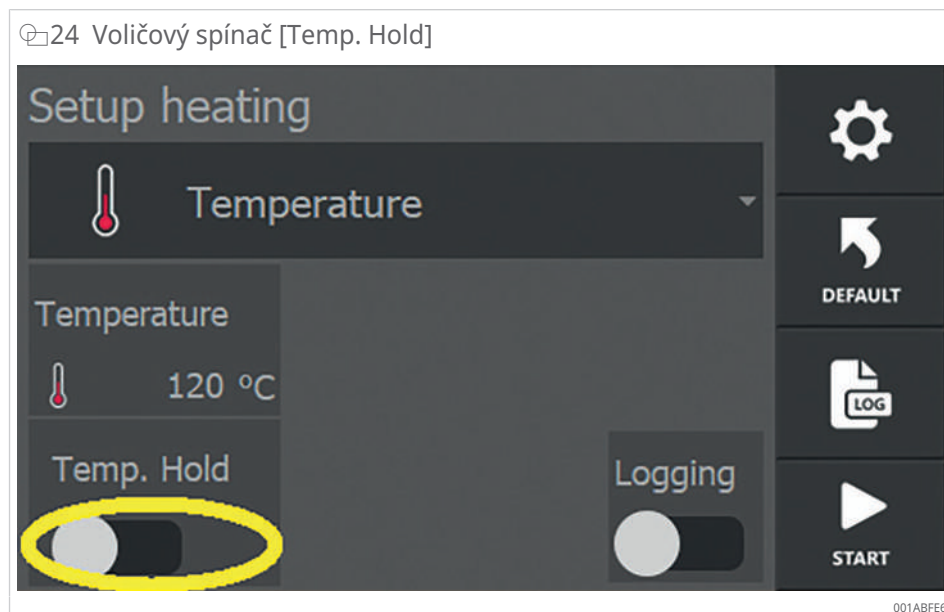 24 Voličový spínač [Temp. Hold]
Setup heating
Temperature
Temperature
120 °C
Temp. Hold
Logging
DEFAULT
LOG
START
001ABFE6